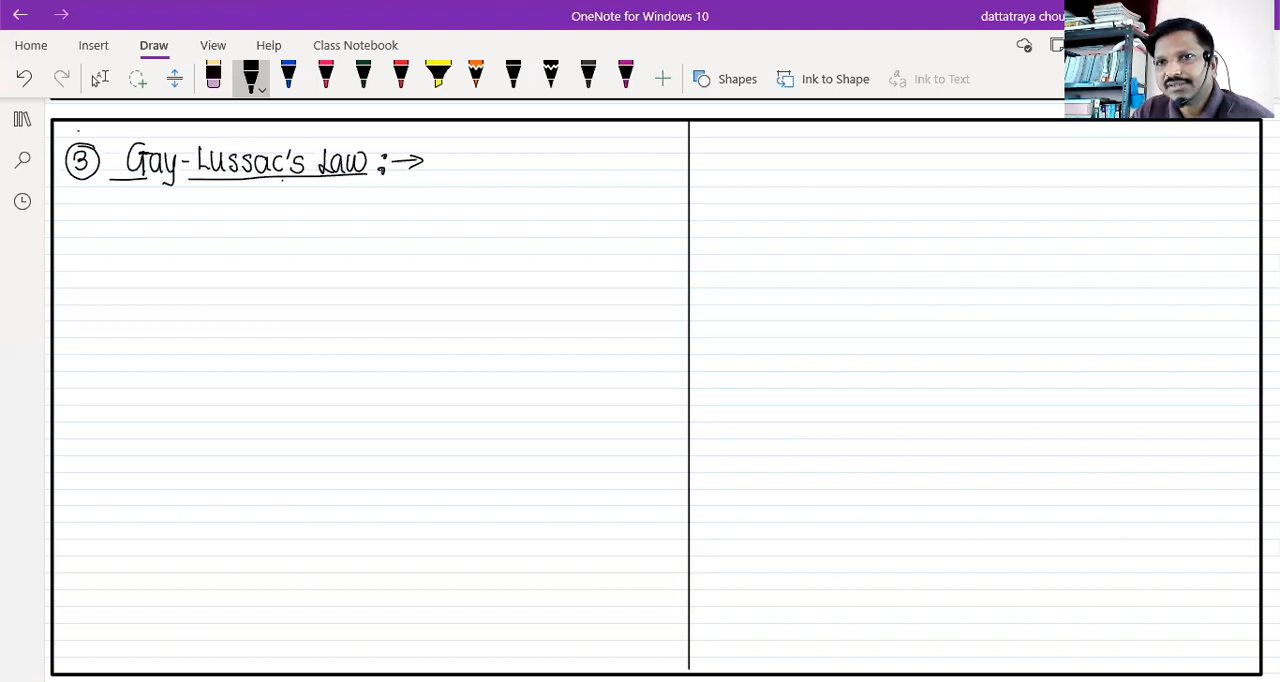 OneNote for Windows 10
dattatraya chou
Home Insert Draw View Help Class Notebook
Shapes Ink to Shape Ink to Text
③ Gay-Lussac's Law :→